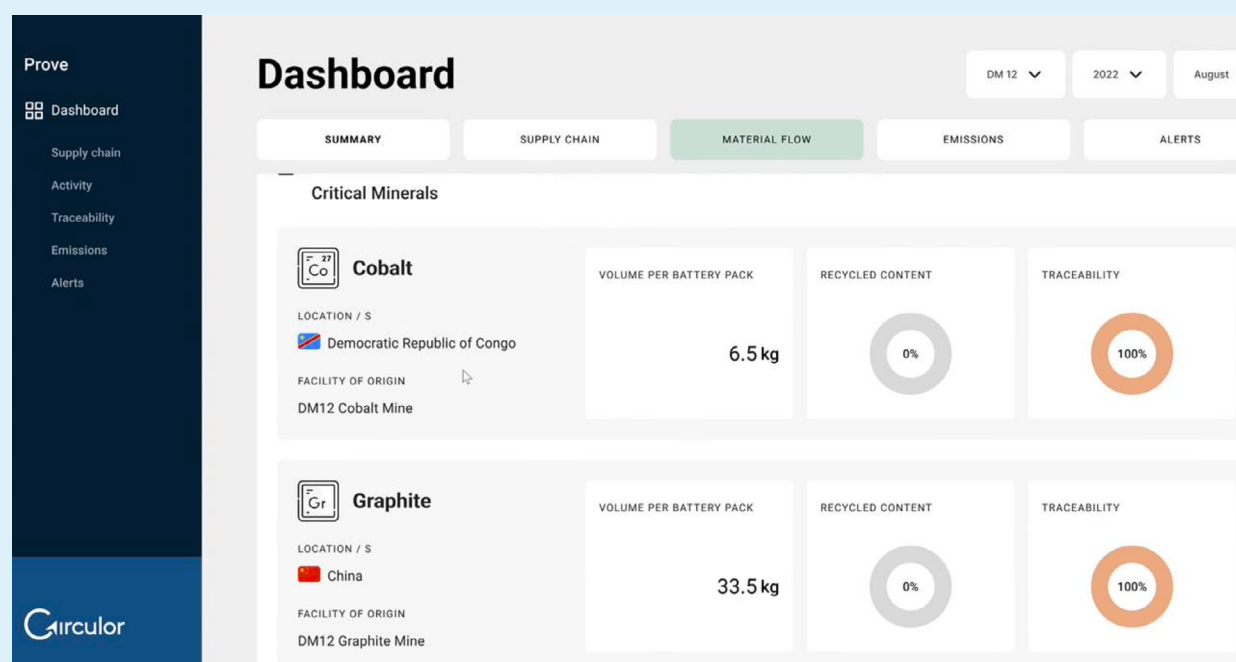 Prove
Dashboard
Supply chain
Activity
Traceability
Emissions
Alerts
Circulor
Dashboard
DM 12
2022
August
SUMMARY
SUPPLY CHAIN
MATERIAL FLOW
EMISSIONS
ALERTS
Critical Minerals
27
Co
Cobalt
LOCATION / S
Democratic Republic of Congo
FACILITY OF ORIGIN
DM12 Cobalt Mine
VOLUME PER BATTERY PACK
6.5 kg
RECYCLED CONTENT
0%
TRACEABILITY
100%
Gr
Graphite
LOCATION / S
China
FACILITY OF ORIGIN
DM12 Graphite Mine
VOLUME PER BATTERY PACK
33.5 kg
RECYCLED CONTENT
0%
TRACEABILITY
100%